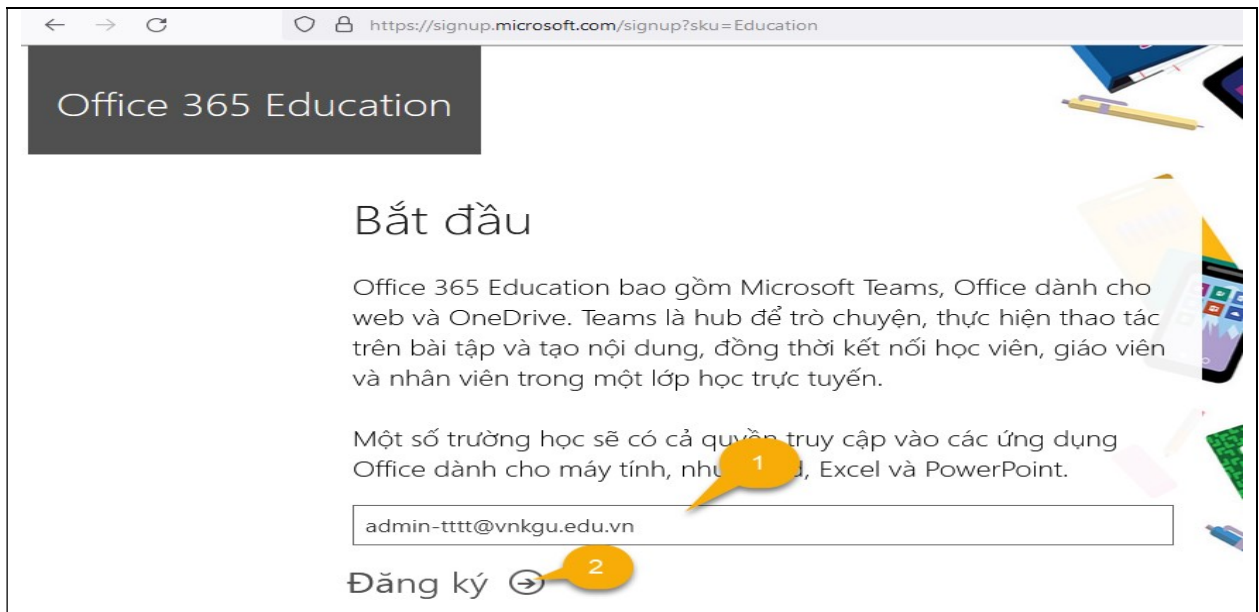 https://signup.microsoft.com/signup?sku=Education
Office 365 Education
Bắt đầu
Office 365 Education bao gồm Microsoft Teams, Office dành cho
web và OneDrive. Teams là hub để trò chuyện, thực hiện thao tác
trên bài tập và tạo nội dung, đồng thời kết nối học viên, giáo viên
và nhân viên trong một lớp học trực tuyến.
Một số trường học sẽ có cả quyền truy cập vào các ứng dụng
Office dành cho máy tính, Excel và PowerPoint.
1
admin-tttt@vnkgu.edu.vn
Đăng ký
2